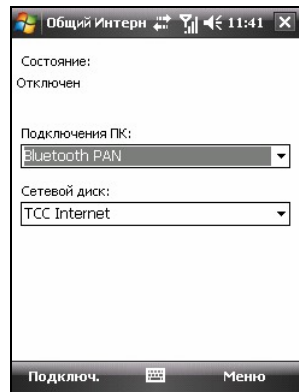 Общий Интерн 11:41
Состояние:
Отключен
Подключения ПК:
Bluetooth PAN
Сетевой диск:
TCC Internet
Подключ. Меню